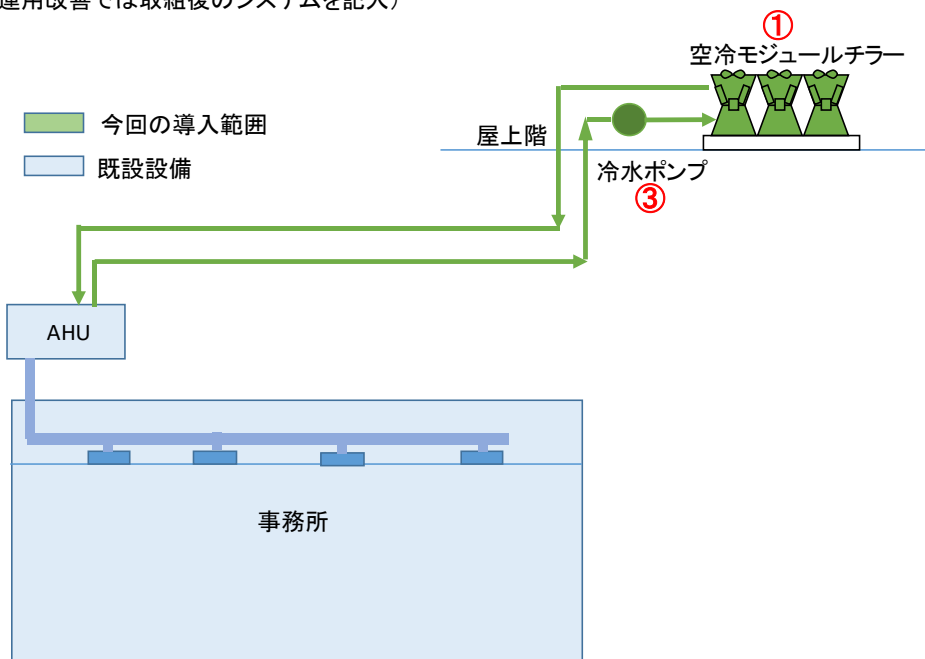 運用改善では取組後のシステムを記入）
①
空冷モジュールチラー
今回の導入範囲
屋上階
既設設備
冷水ポンプ
③
AHU
事務所